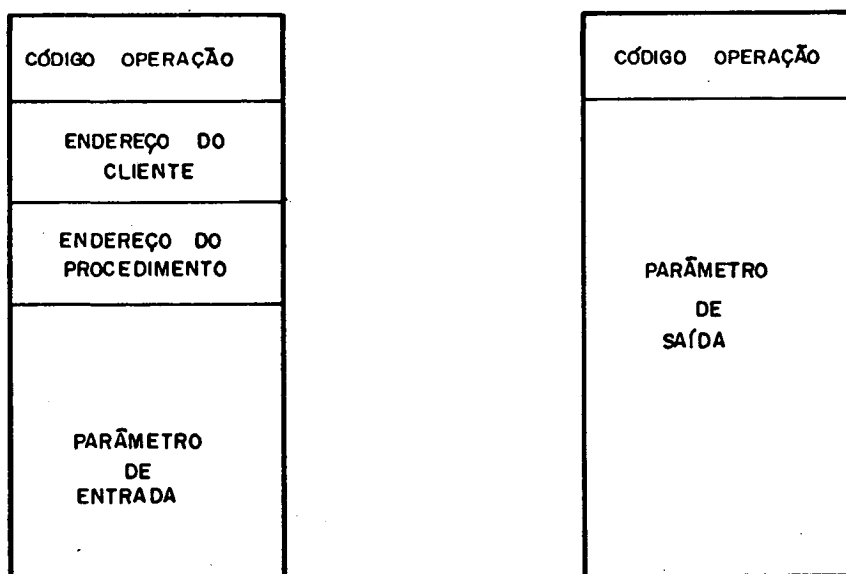 CÓDIGO OPERAÇÃO
ENDEREÇO DO
CLIENTE
ENDEREÇO DO
PROCEDIMENTO
PARÂMETRO
DE
ENTRADA
CÓDIGO OPERAÇÃO
PARÂMETRO
DE
SAÍDA